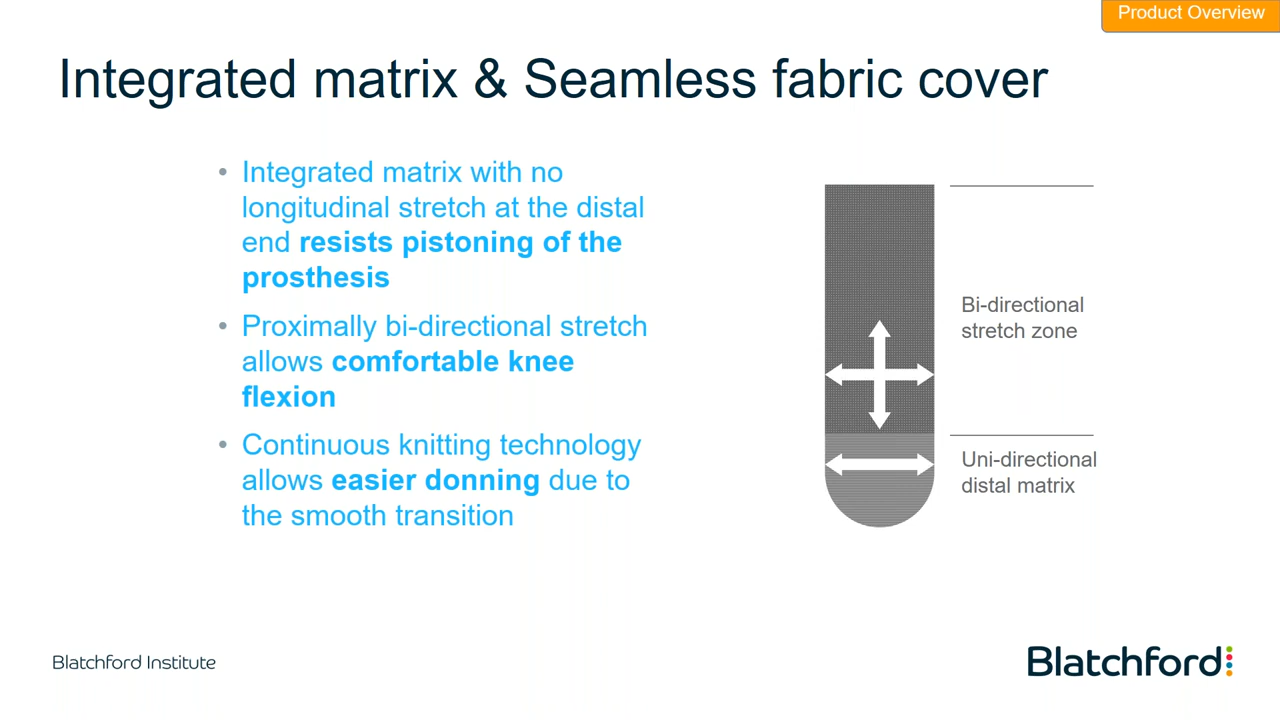 Product Overview
Integrated matrix & Seamless fabric cover
• Integrated matrix with no
longitudinal stretch at the distal
end resists pistoning of the
prosthesis
• Proximally bi-directional stretch
allows comfortable knee
flexion
• Continuous knitting technology
allows easier donning due to
the smooth transition
Bi-directional
stretch zone
Uni-directional
distal matrix
Blatchford Institute
Blatchford